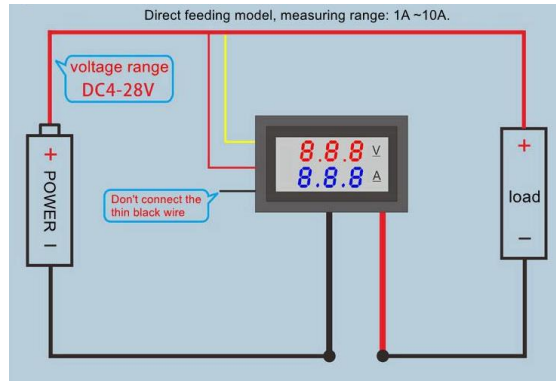 Direct feeding model, measuring range: 1A ~10A.
voltage range
DC4-28V
+
POWER
−
8.8.8 V
8.8.8 A
Don't connect the
thin black wire
+
load
−